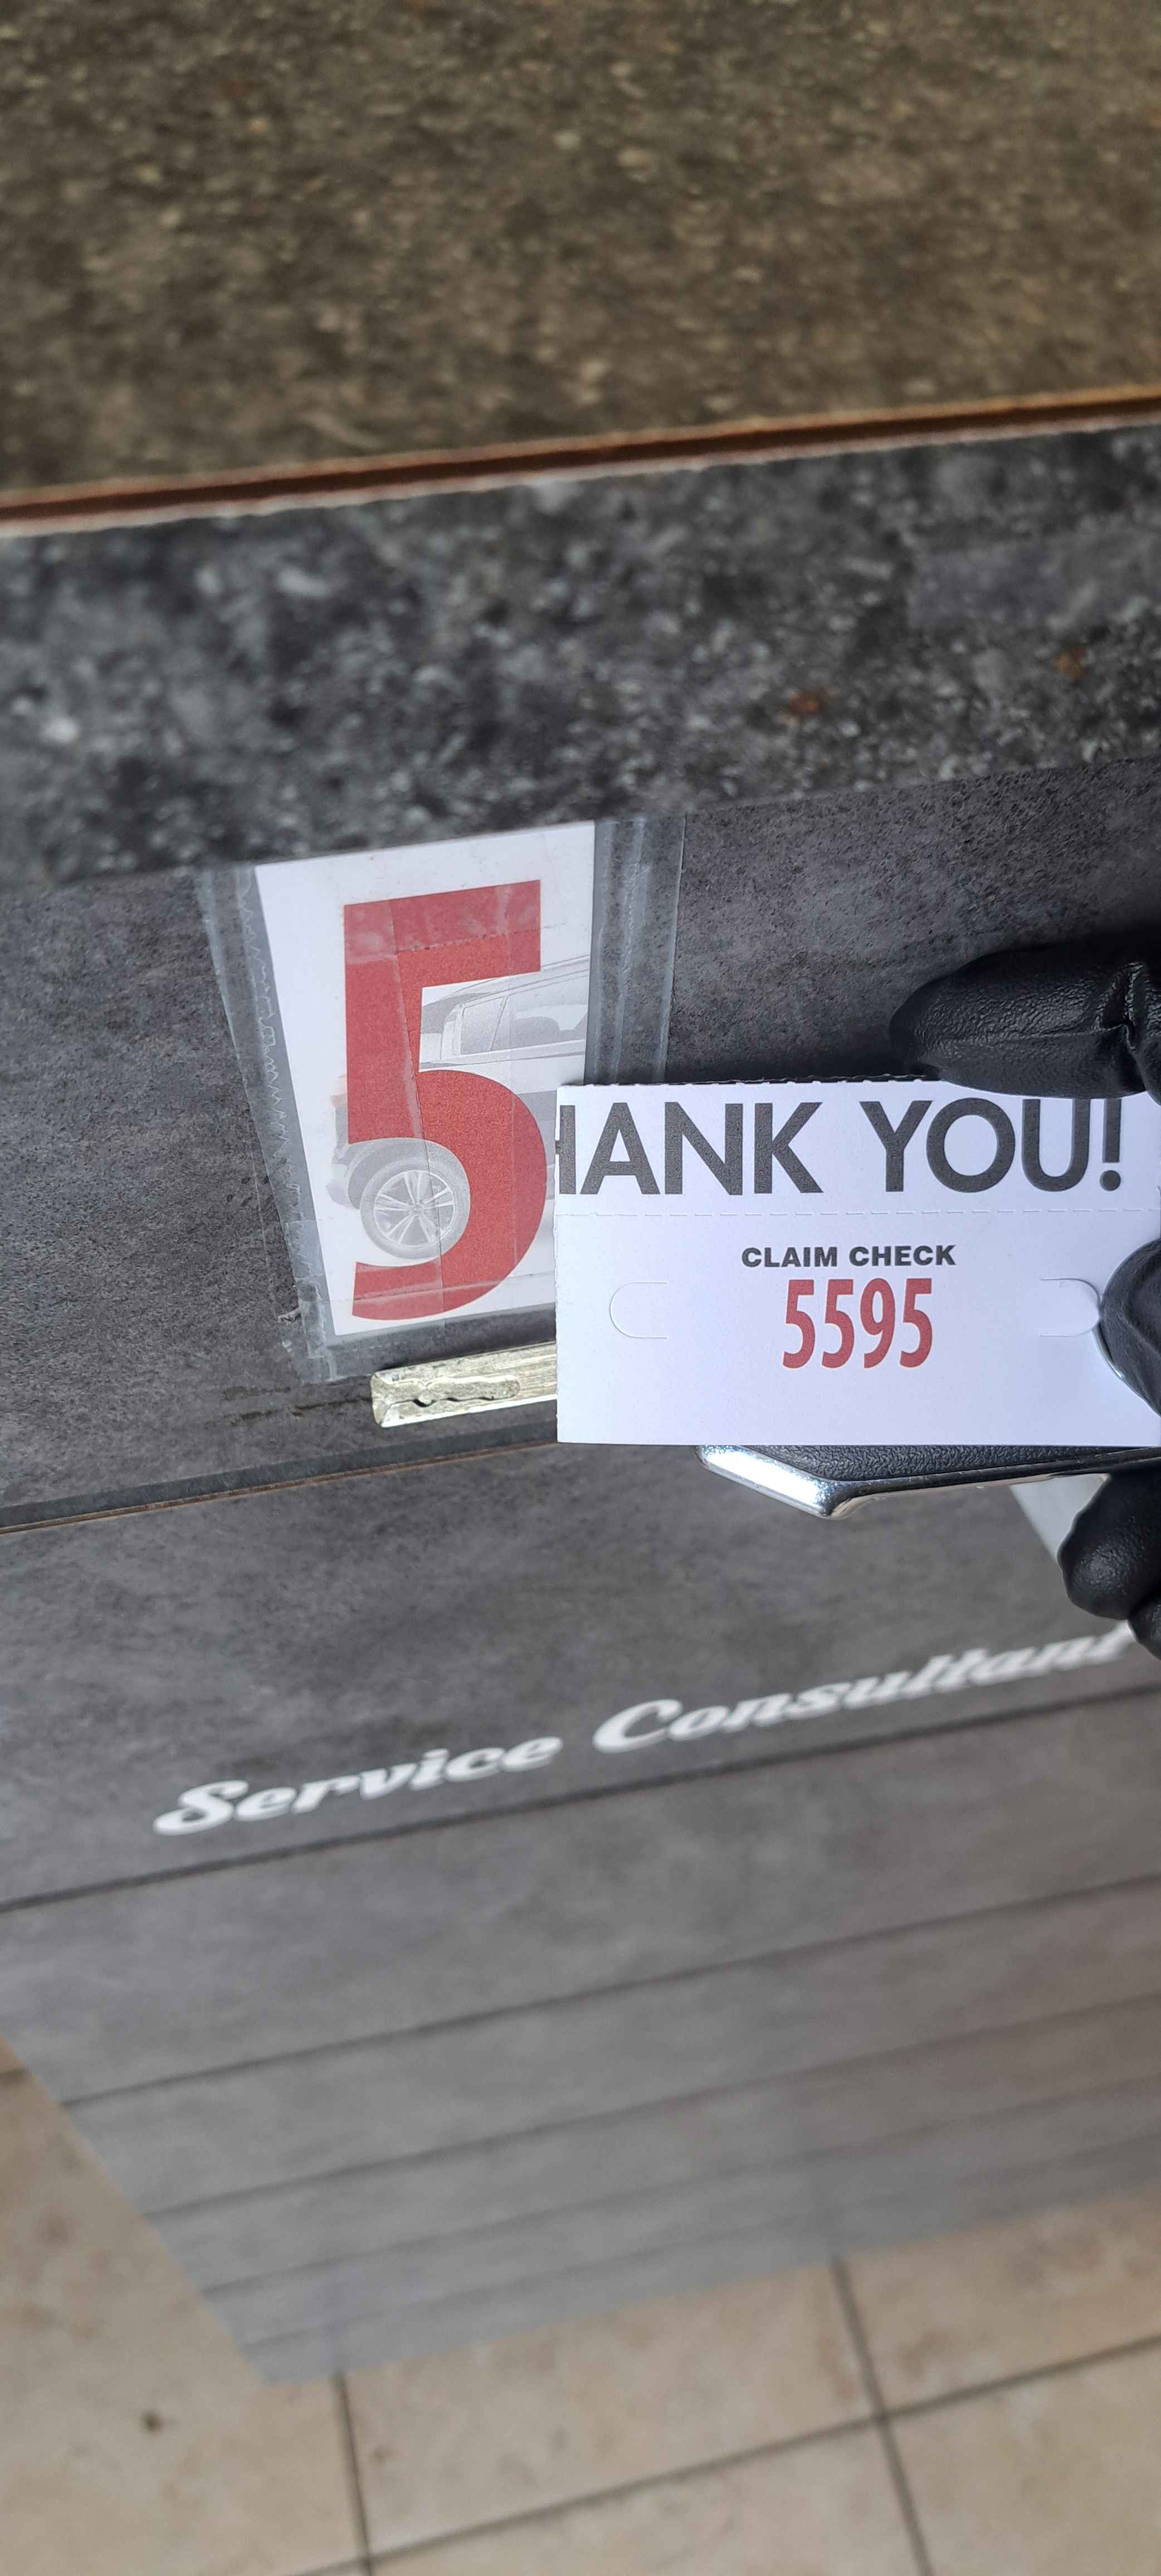 5
HANK YOU!
CLAIM CHECK
5595
Service Consultant